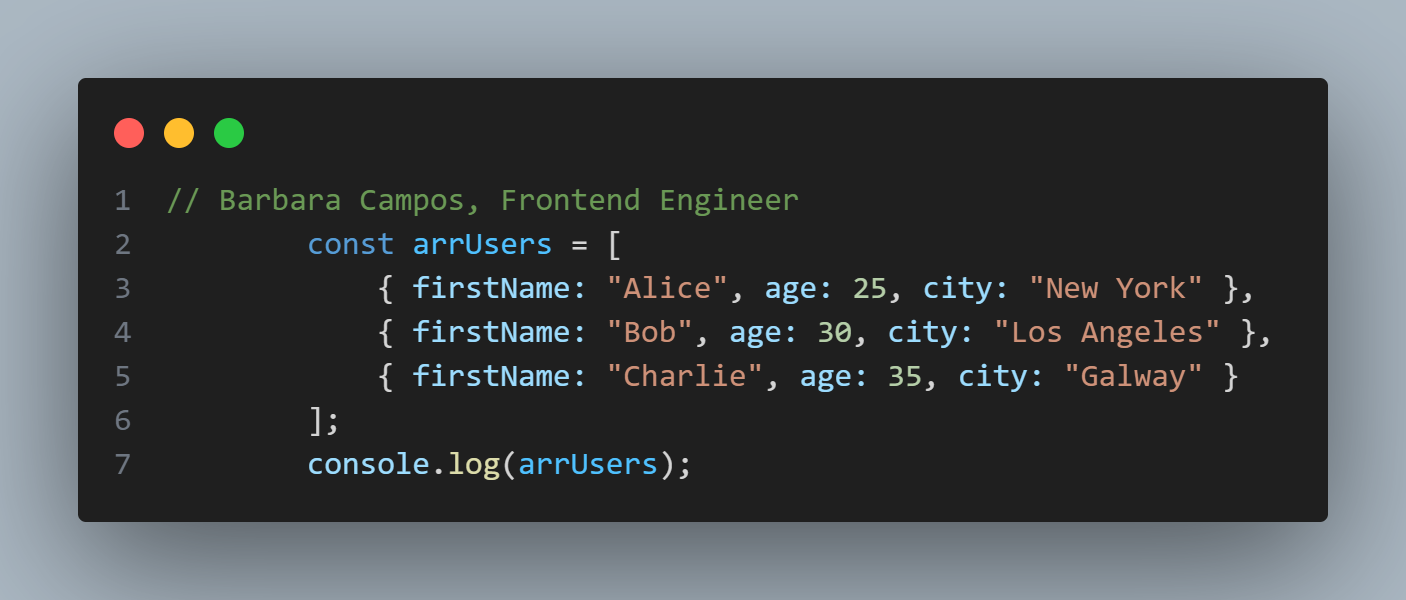 1 // Barbara Campos, Frontend Engineer
2         const arrUsers = [
3             { firstName: "Alice", age: 25, city: "New York" },
4             { firstName: "Bob", age: 30, city: "Los Angeles" },
5             { firstName: "Charlie", age: 35, city: "Galway" }
6         ];
7         console.log(arrUsers);